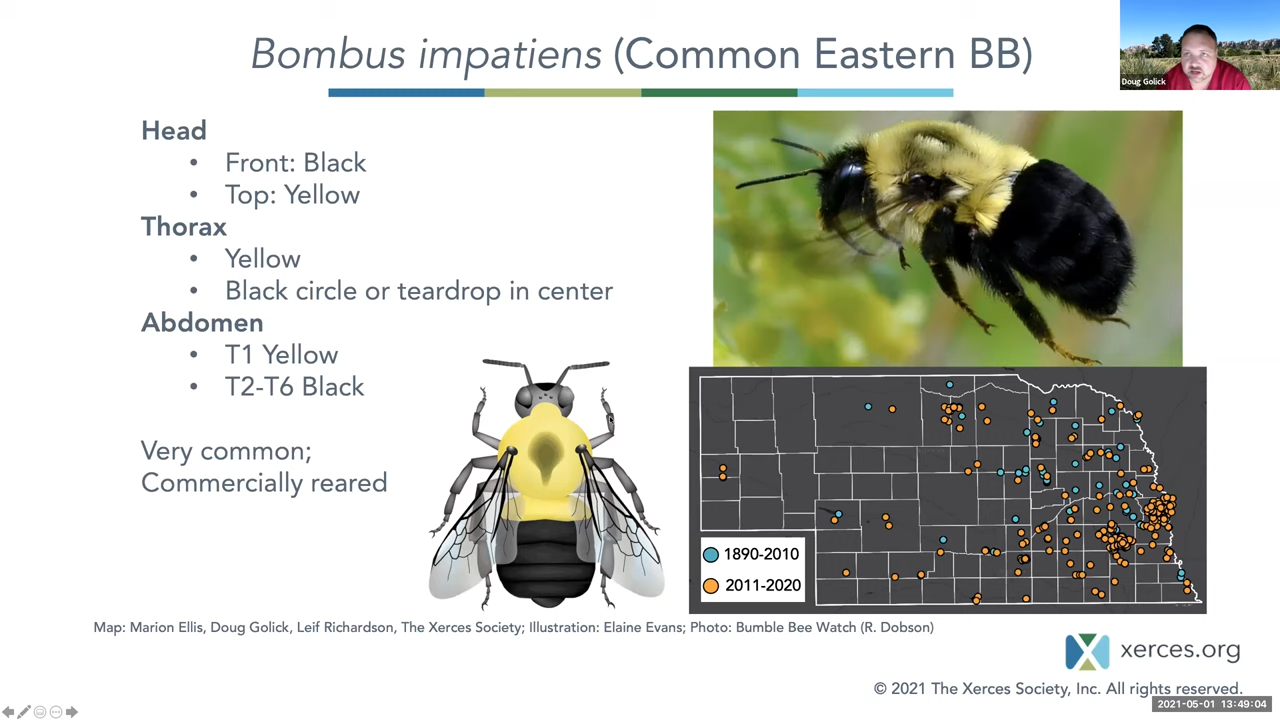 Bombus impatiens (Common Eastern BB)
Doug Golick
Head
• Front: Black
• Top: Yellow
Thorax
• Yellow
• Black circle or teardrop in center
Abdomen
• T1 Yellow
• T2-T6 Black
Very common;
Commercially reared
1890-2010
2011-2020
Map: Marion Ellis, Doug Golick, Leif Richardson, The Xerces Society; Illustration: Elaine Evans; Photo: Bumble Bee Watch (R. Dobson)
xerces.org
© 2021 The Xerces Society, Inc. All rights reserved.
2021-05-01 13:49:04